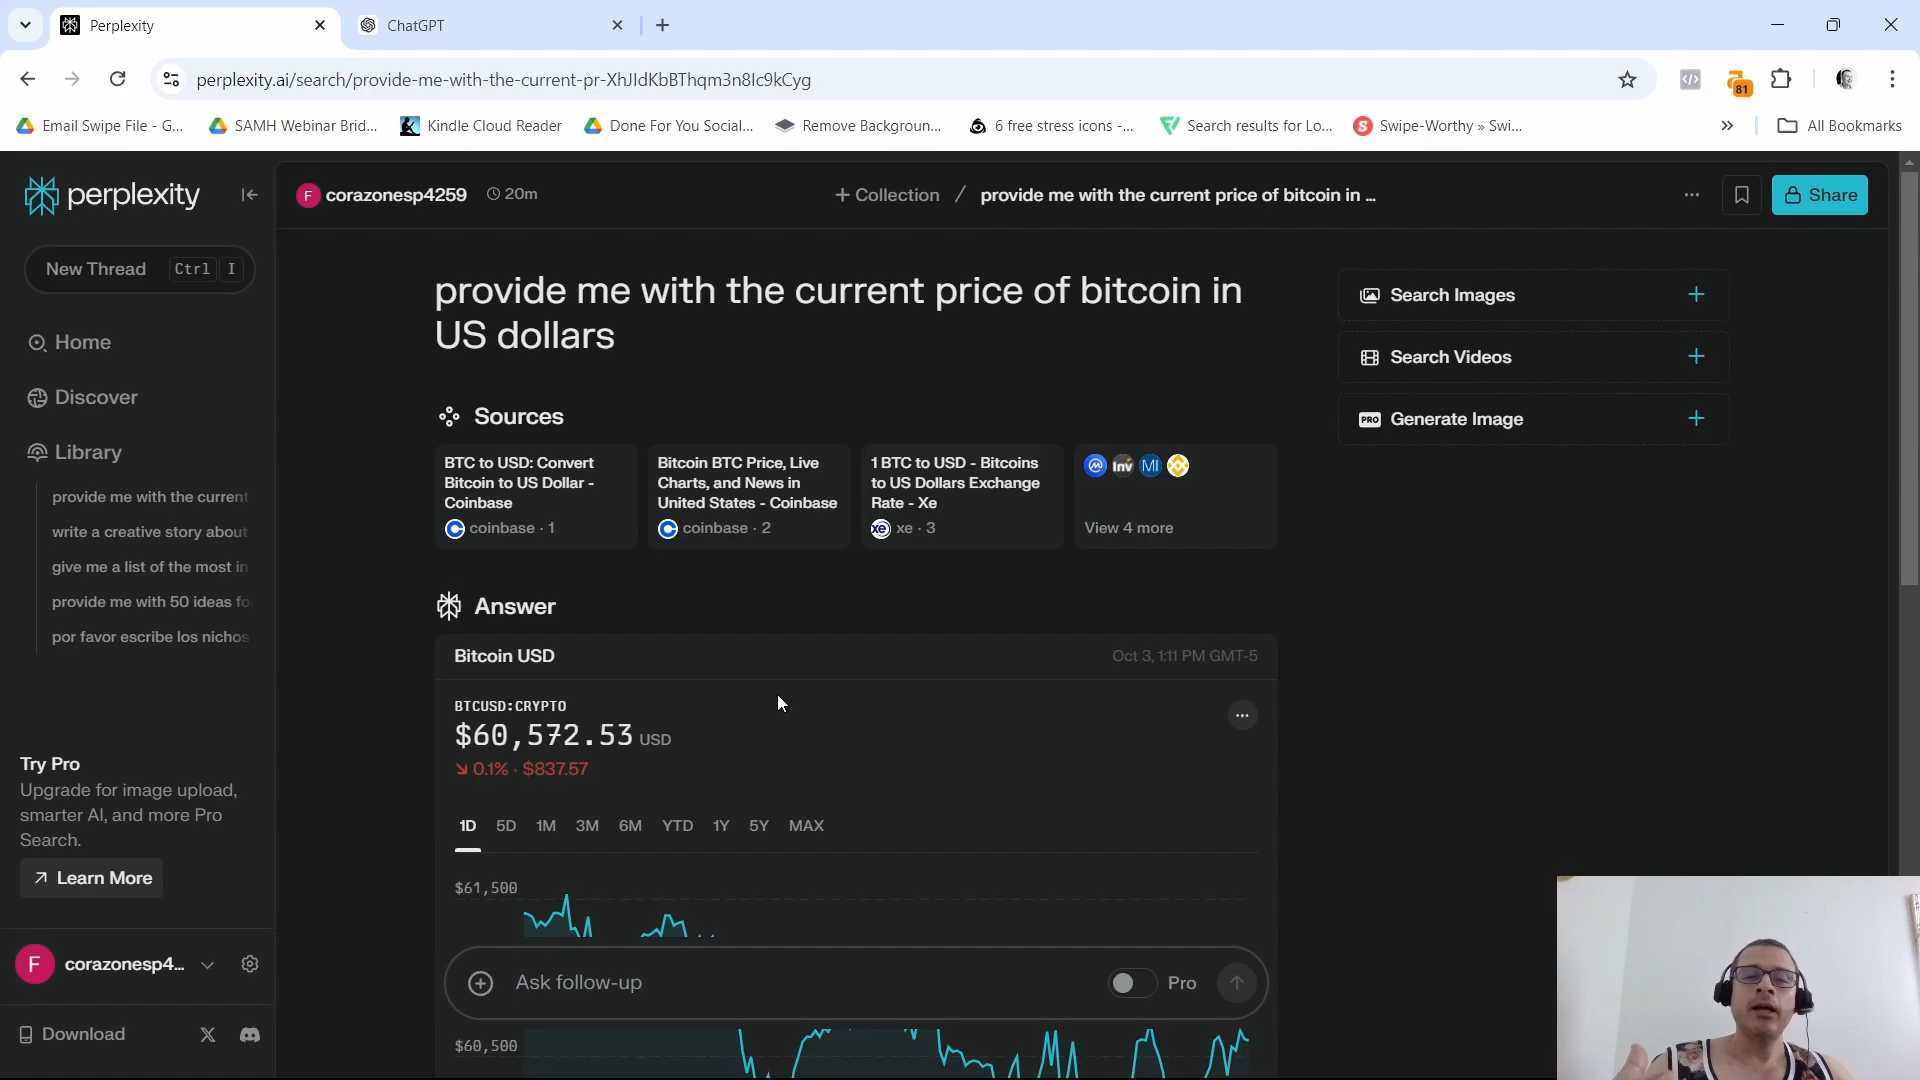 Perplexity
ChatGPT
perplexity.ai/search/provide-me-with-the-current-pr-XhJIdKbBThqm3n8Ic9kCyg
81
Email Swipe File - G...
SAMH Webinar Brid...
Kindle Cloud Reader
Done For You Social...
Remove Backgroun...
6 free stress icons -...
Search results for Lo...
Swipe-Worthy » Swi...
All Bookmarks
perplexity
F corazonesp4259
20m
+ Collection / provide me with the current price of bitcoin in ...
Share
New Thread Ctrl I
Home
Discover
Library
provide me with the current
write a creative story about
give me a list of the most in
provide me with 50 ideas fo
por favor escribe los nichos
Try Pro
Upgrade for image upload,
smarter AI, and more Pro
Search.
Learn More
F corazonesp4...
Download
provide me with the current price of bitcoin in
US dollars
Sources
BTC to USD: Convert
Bitcoin to US Dollar -
Coinbase
coinbase · 1
Bitcoin BTC Price, Live
Charts, and News in
United States - Coinbase
coinbase · 2
1 BTC to USD - Bitcoins
to US Dollars Exchange
Rate - Xe
xe xe · 3
Inv MI
View 4 more
Answer
Bitcoin USD
Oct 3, 1:11 PM GMT-5
BTCUSD:CRYPTO
$60,572.53 USD
0.1% · $837.57
1D 5D 1M 3M 6M YTD 1Y 5Y MAX
$61,500
Ask follow-up
Pro
$60,500
Search Images
Search Videos
PRO Generate Image